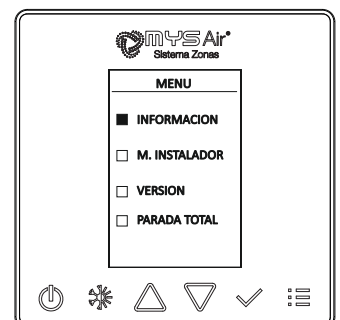 MYSAir®
Sistema Zonas
MENU
INFORMACION
M. INSTALADOR
VERSION
PARADA TOTAL